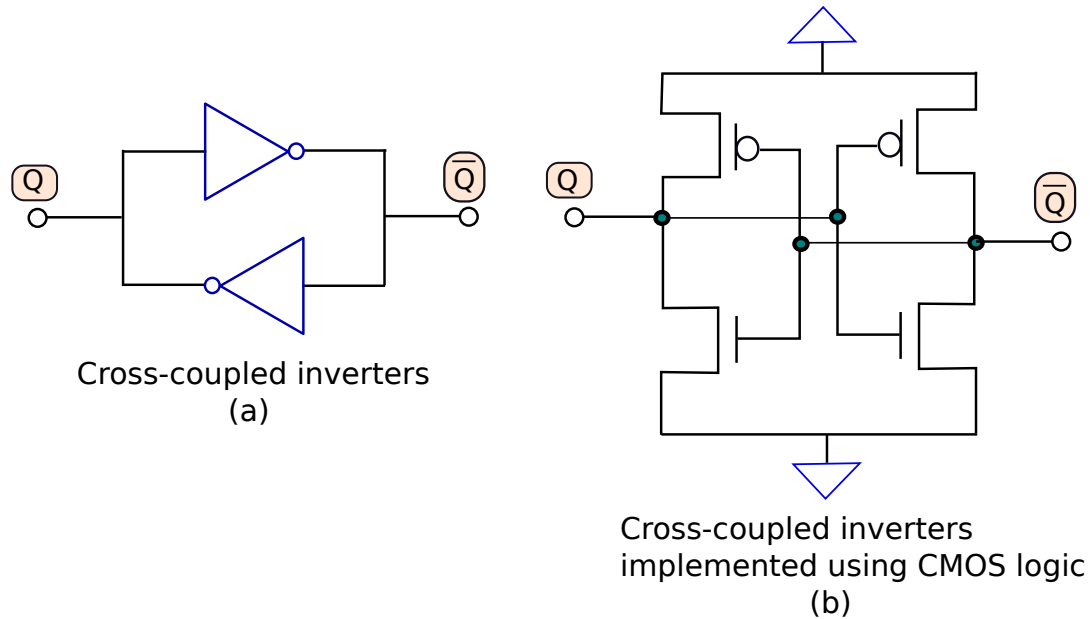 Q
Q̅
Q
Q̅
Cross-coupled inverters
(a)
Cross-coupled inverters
implemented using CMOS logic
(b)